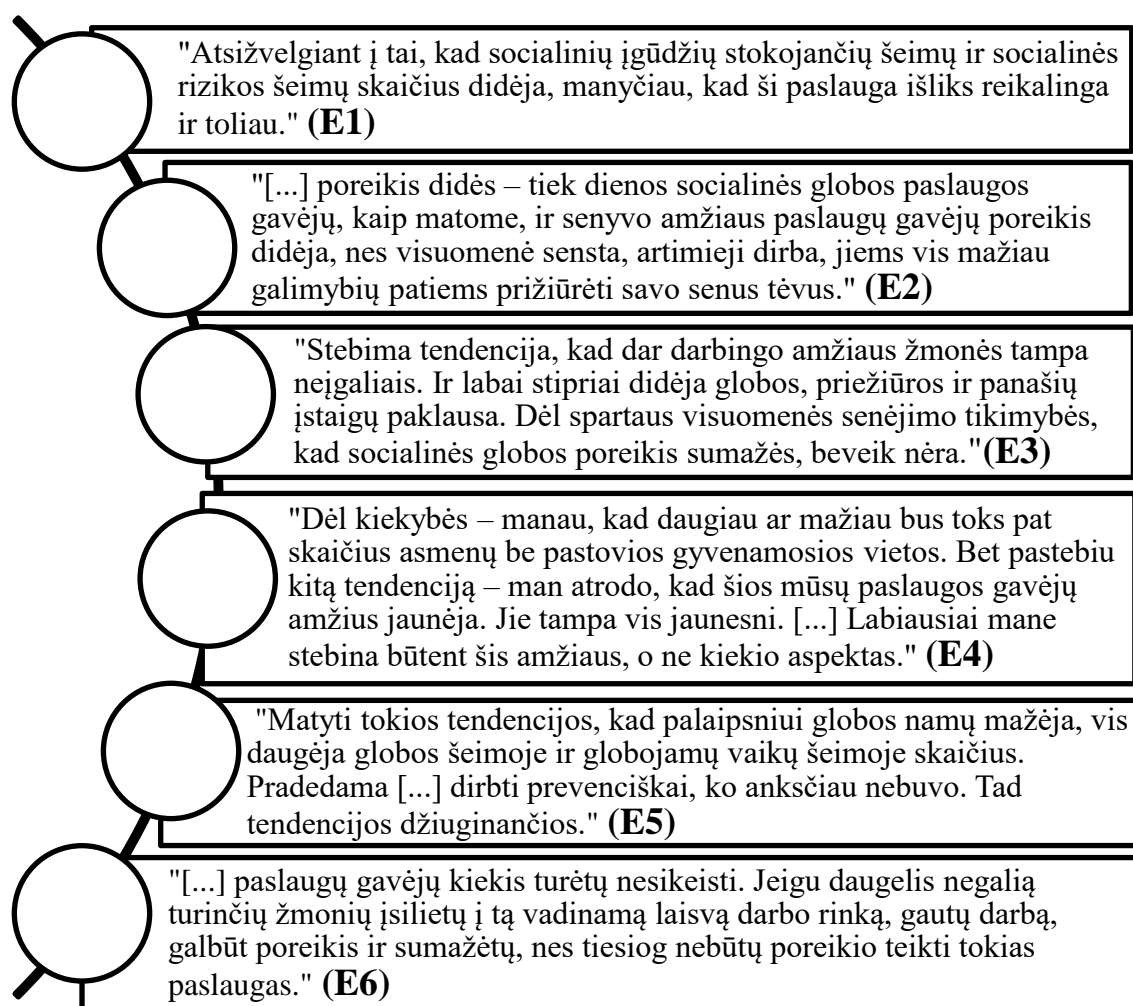 "Atsižvelgiant į tai, kad socialinių įgūdžių stokojančių šeimų ir socialinės
rizikos šeimų skaičius didėja, manyčiau, kad ši paslauga išliks reikalinga
ir toliau." (E1)
"[...] poreikis didės – tiek dienos socialinės globos paslaugos
gavėjų, kaip matome, ir senyvo amžiaus paslaugų gavėjų poreikis
didėja, nes visuomenė sensta, artimieji dirba, jiems vis mažiau
galimybių patiems prižiūrėti savo senus tėvus." (E2)
"Stebima tendencija, kad dar darbingo amžiaus žmonės tampa
neįgaliais. Ir labai stipriai didėja globos, priežiūros ir panašių
įstaigų paklausa. Dėl spartaus visuomenės senėjimo tikimybės,
kad socialinės globos poreikis sumažės, beveik nėra."(E3)
"Dėl kiekybės – manau, kad daugiau ar mažiau bus toks pat
skaičius asmenų be pastovios gyvenamosios vietos. Bet pastebiu
kitą tendenciją – man atrodo, kad šios mūsų paslaugos gavėjų
amžius jaunėja. Jie tampa vis jaunesni. [...] Labiausiai mane
stebina būtent šis amžiaus, o ne kiekio aspektas." (E4)
"Matyti tokios tendencijos, kad palaipsniui globos namų mažėja, vis
daugėja globos šeimoje ir globojamų vaikų šeimoje skaičius.
Pradedama [...] dirbti prevenciškai, ko anksčiau nebuvo. Tad
tendencijos džiuginančios." (E5)
"[...] paslaugų gavėjų kiekis turėtų nesikeisti. Jeigu daugelis negalią
turinčių žmonių įsilietų į tą vadinamą laisvą darbo rinką, gautų darbą,
galbūt poreikis ir sumažėtų, nes tiesiog nebūtų poreikio teikti tokias
paslaugas." (E6)